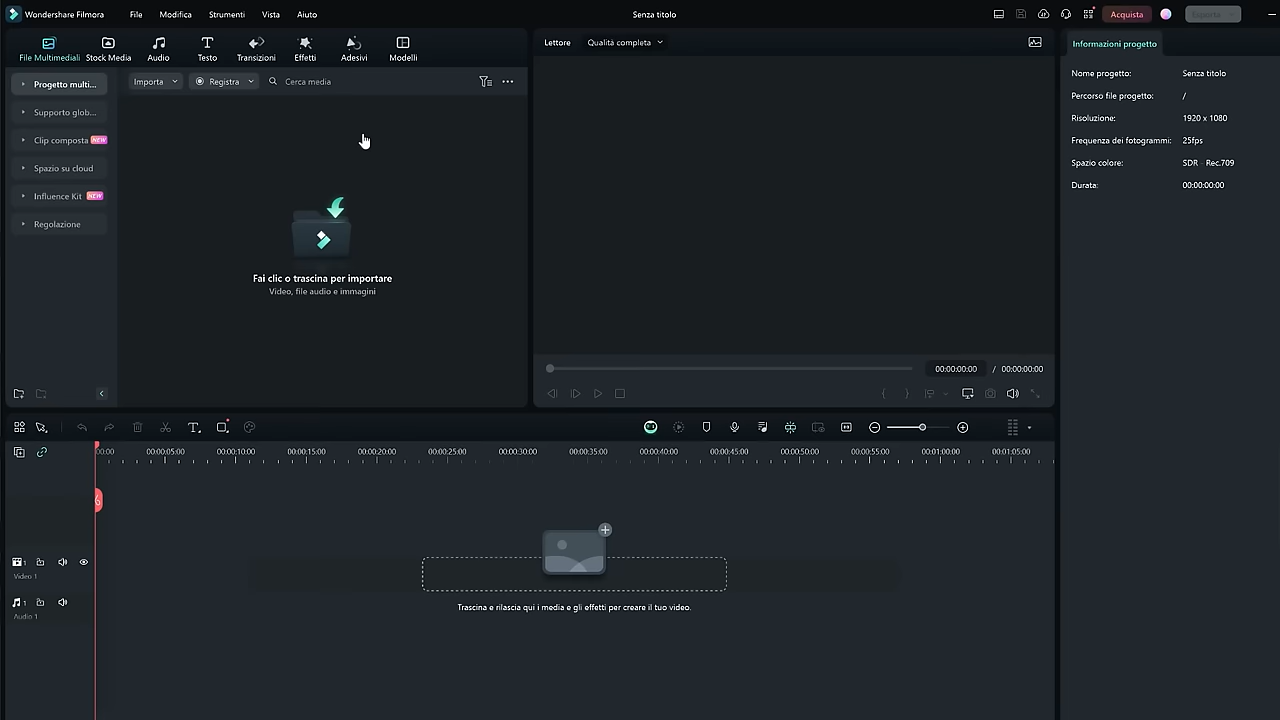 Wondershare Filmora File Modifica Strumenti Vista Aiuto Senza titolo Acquista Esporta
File Multimediali Stock Media Audio Testo Transizioni Effetti Adesivi Modelli
Lettore Qualità completa
Informazioni progetto
Progetto multi...
Importa Registra Cerca media
Supporto glob...
Clip composta NEW
Spazio su cloud
Influence Kit NEW
Regolazione
Fai clic o trascina per importare
Video, file audio e immagini
Nome progetto: Senza titolo
Percorso file progetto: /
Risoluzione: 1920 x 1080
Frequenza dei fotogrammi: 25fps
Spazio colore: SDR - Rec.709
Durata: 00:00:00:00
00:00:00:00 / 00:00:00:00
00:00 00:00:05:00 00:00:10:00 00:00:15:00 00:00:20:00 00:00:25:00 00:00:30:00 00:00:35:00 00:00:40:00 00:00:45:00 00:00:50:00 00:00:55:00 00:01:00:00 00:01:05:00
1
Video 1
1
Audio 1
Trascina e rilascia qui i media e gli effetti per creare il tuo video.